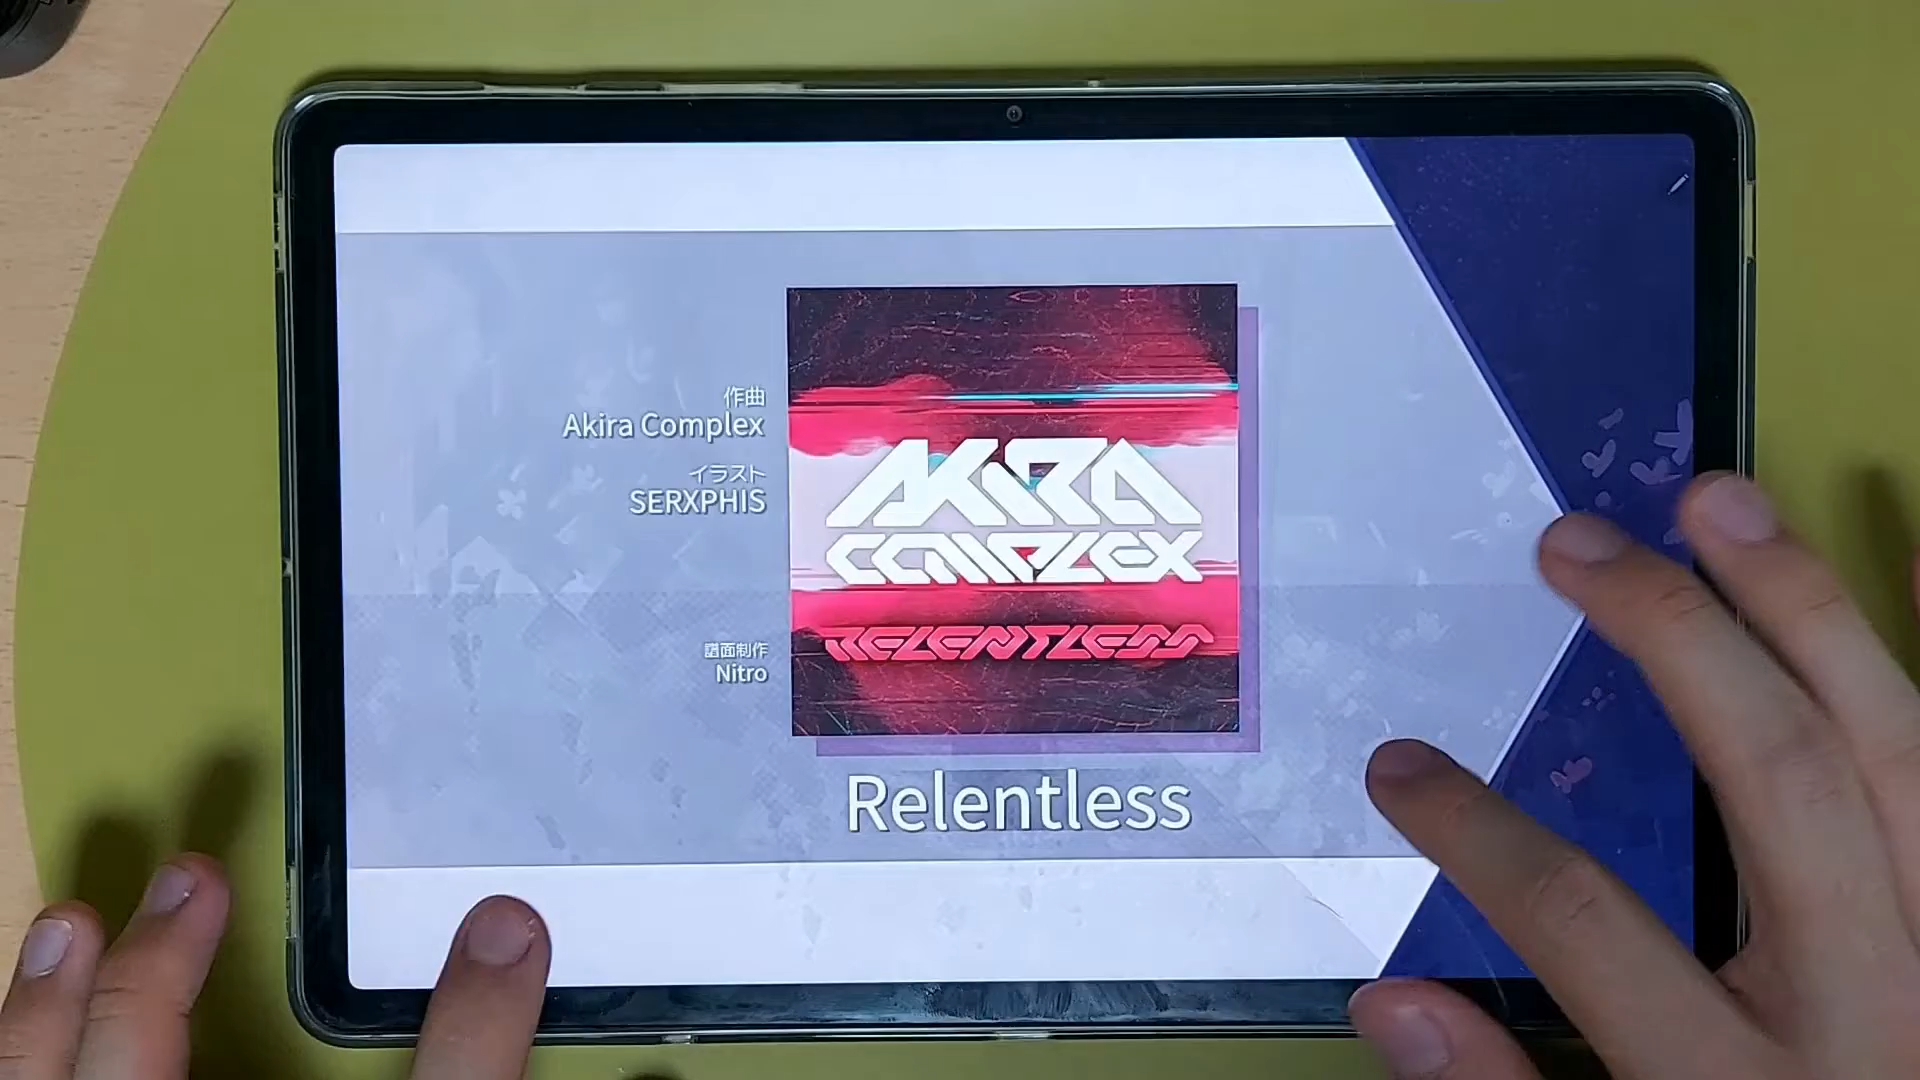 作曲
Akira Complex
イラスト
SERXPHIS
譜面制作
Nitro
AKIRA
COMPLEX
RELENTLESS
Relentless